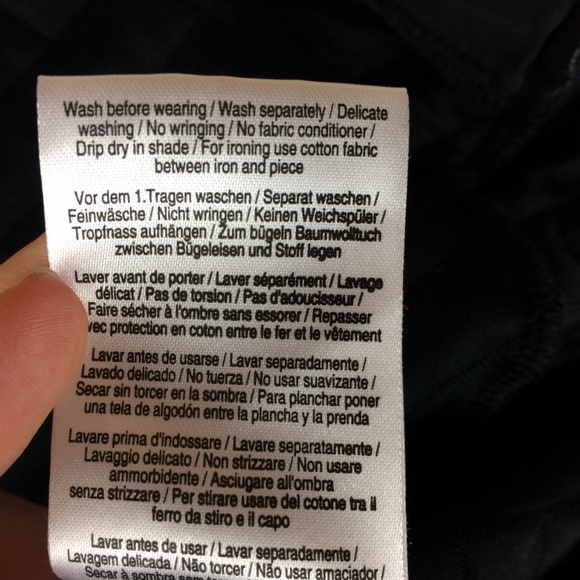 Wash before wearing / Wash separately / Delicate
washing / No wringing / No fabric conditioner /
Drip dry in shade / For ironing use cotton fabric
between iron and piece
Vor dem 1.Tragen waschen / Separat waschen /
Feinwäsche / Nicht wringen / Keinen Weichspüler /
Tropfnass aufhängen / Zum bügeln Baumwolltuch
zwischen Bügeleisen und Stoff legen
Laver avant de porter / Laver séparément / Lavage
délicat / Pas de torsion / Pas d'adoucisseur /
Faire sécher à l'ombre sans essorer / Repasser
vec protection en coton entre le fer et le vêtement
Lavar antes de usarse / Lavar separadamente /
Lavado delicado / No tuerza / No usar suavizante /
Secar sin torcer en la sombra / Para planchar poner
una tela de algodón entre la plancha y la prenda
Lavare prima d'indossare / Lavare separatamente /
Lavaggio delicato / Non strizzare / Non usare
ammorbidente / Asciugare all'ombra
senza strizzare / Per stirare usare del cotone tra il
ferro da stiro e il capo
Lavar antes de usar / Lavar separadamente /
Lavagem delicada / Não torcer / Não usar amaciador /
Secar à sombra sem